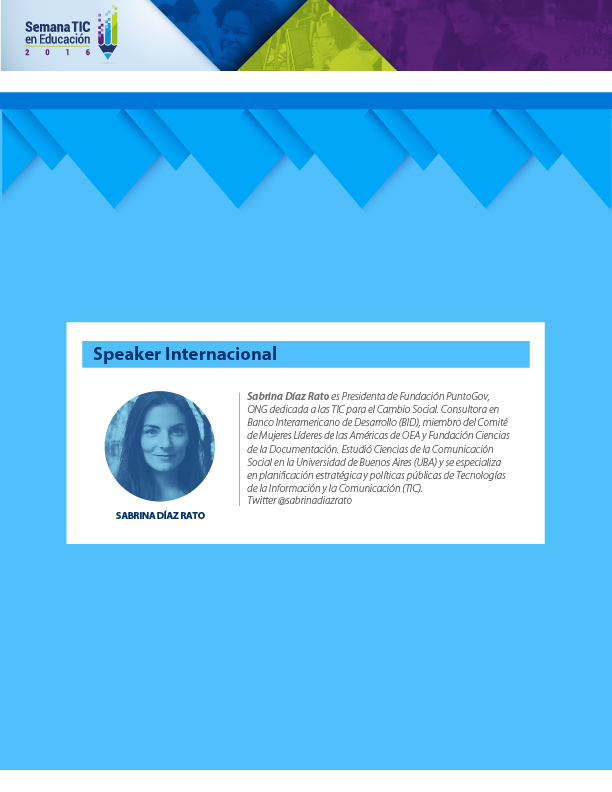 Semana TIC
en Educación
2016
Speaker Internacional
Sabrina Díaz Rato es Presidenta de Fundación PuntoGov,
ONG dedicada a las TIC para el Cambio Social. Consultora en
Banco Interamericano de Desarrollo (BID), miembro del Comité
de Mujeres Líderes de las Américas de OEA y Fundación Ciencias
de la Documentación. Estudió Ciencias de la Comunicación
Social en la Universidad de Buenos Aires (UBA) y se especializa
en planificación estratégica y políticas públicas de Tecnologías
de la Información y la Comunicación (TIC).
Twitter @sabrinadiazrato
SABRINA DÍAZ RATO